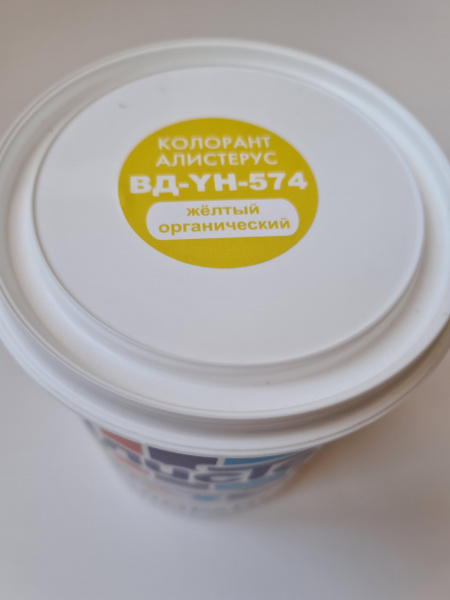 КОЛОРАНТ
АЛИСТЕРУС
ВД-YH-574
жёлтый
органический